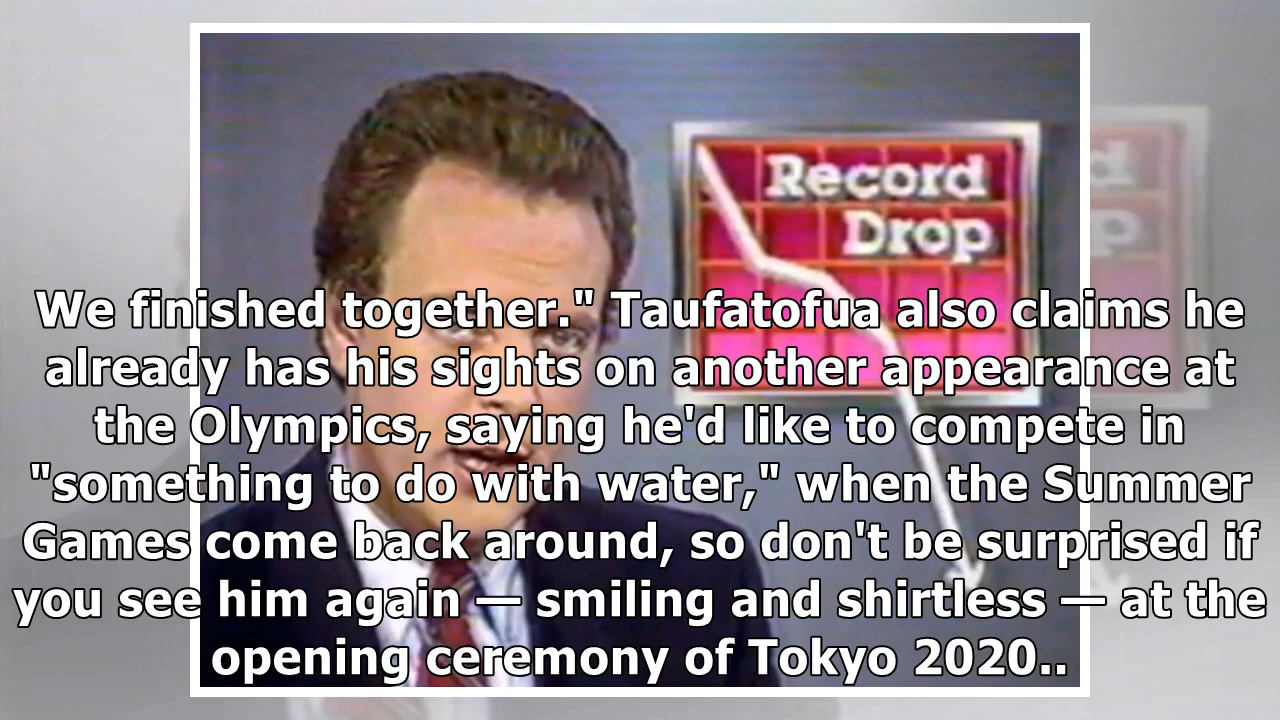 Record
Drop
d
p
We finished together." Taufatofua also claims he
already has his sights on another appearance at
the Olympics, saying he'd like to compete in
"something to do with water," when the Summer
Games come back around, so don't be surprised if
you see him again — smiling and shirtless — at the
opening ceremony of Tokyo 2020..